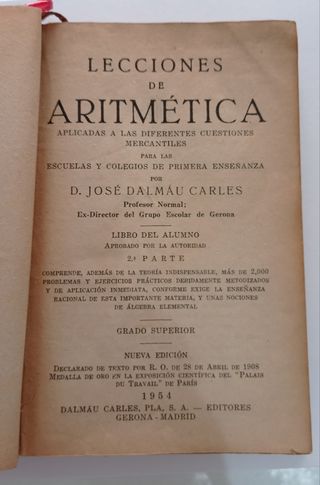 LECCIONES
DE
ARITMÉTICA
APLICADAS A LAS DIFERENTES CUESTIONES
MERCANTILES
PARA LAS
ESCUELAS Y COLEGIOS DE PRIMERA ENSEÑANZA
POR
D. JOSÉ DALMÁU CARLES
Profesor Normal;
Ex-Director del Grupo Escolar de Gerona
LIBRO DEL ALUMNO
APROBADO POR LA AUTORIDAD
2.ª PARTE
COMPRENDE, ADEMÁS DE LA TEORÍA INDISPENSABLE, MÁS DE 2,000
PROBLEMAS Y EJERCICIOS PRÁCTICOS DEBIDAMENTE METODIZADOS
Y DE APLICACIÓN INMEDIATA, CONFORME EXIGE LA ENSEÑANZA
RACIONAL DE ESTA IMPORTANTE MATERIA, Y UNAS NOCIONES
DE ÁLGEBRA ELEMENTAL
GRADO SUPERIOR
NUEVA EDICIÓN
DECLARADO DE TEXTO POR R. O. DE 28 DE ABRIL DE 1908
MEDALLA DE ORO EN LA EXPOSICIÓN CIENTÍFICA DEL "PALAIS
DU TRAVAIL" DE PARÍS
1954
DALMÁU CARLES, PLA, S. A. — EDITORES
GERONA - MADRID